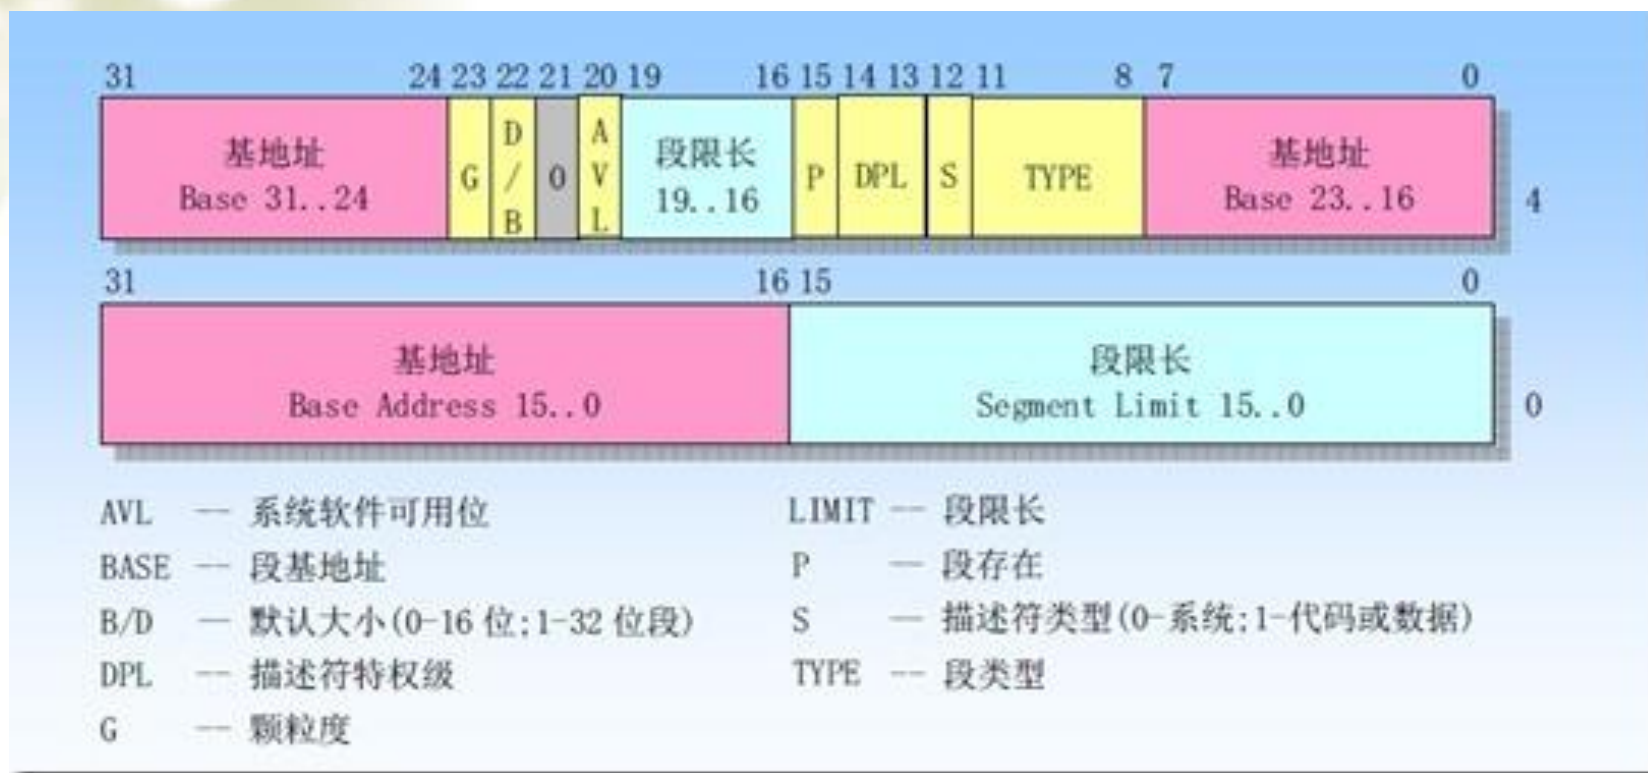 31 24 23 22 21 20 19 16 15 14 13 12 11 8 7 0
基地址 Base 31..24 G D/B 0 AVL 段限长 19..16 P DPL S TYPE 基地址 Base 23..16 4
31 16 15 0
基地址 段限长
Base Address 15..0 Segment Limit 15..0 0
AVL — 系统软件可用位 LIMIT — 段限长
BASE — 段基地址 P — 段存在
B/D — 默认大小(0-16 位;1-32 位段) S — 描述符类型(0-系统;1-代码或数据)
DPL — 描述符特权级 TYPE — 段类型
G — 颗粒度